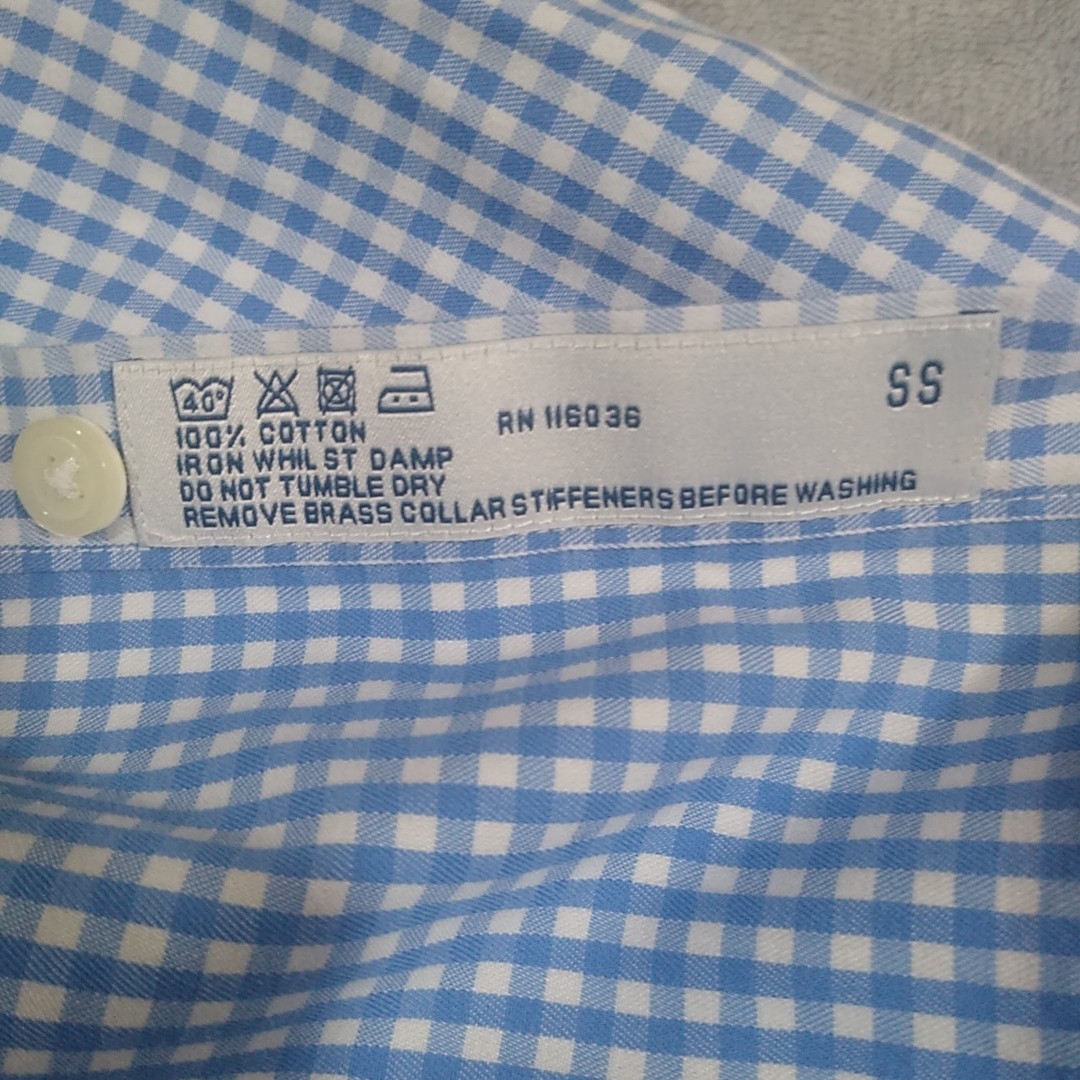 40°
100% COTTON
IRON WHILST DAMP
DO NOT TUMBLE DRY
REMOVE BRASS COLLAR STIFFENERS BEFORE WASHING
RN 116036
SS